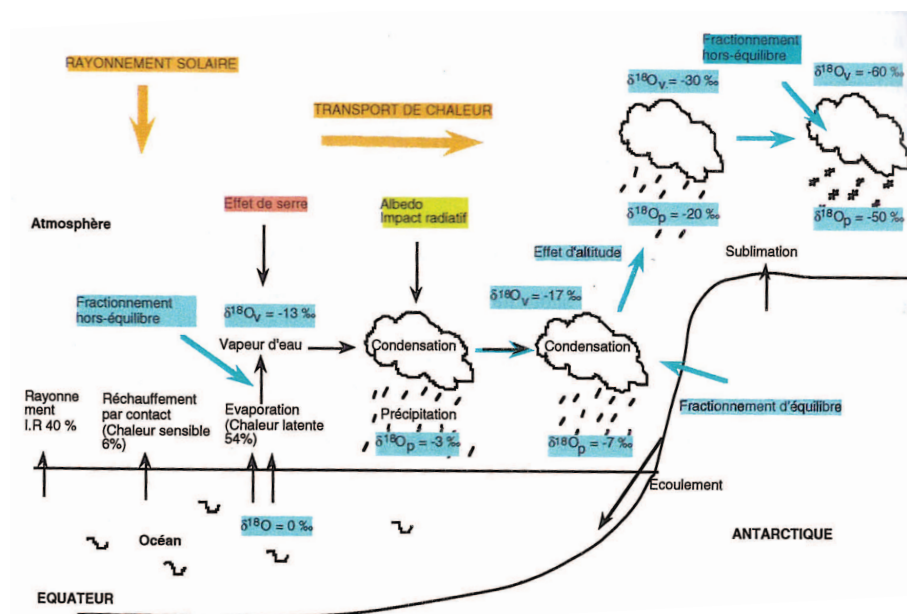 Fractionnement
hors-équilibre
RAYONNEMENT SOLAIRE
δ¹⁸Oᵥ. = -30 ‰
δ¹⁸Oᵥ = -60 ‰
TRANSPORT DE CHALEUR
Effet de serre
Albedo
Impact radiatif
δ¹⁸Oₚ = -20 ‰
δ¹⁸Oₚ = -50 ‰
Atmosphère
Effet d'altitude
Sublimation
Fractionnement
hors-équilibre
δ¹⁸Oᵥ = -13 ‰
δ¹⁸Oᵥ = -17 ‰
Vapeur d'eau
Condensation
Condensation
Rayonne
ment
I.R 40 %
Réchauffement
par contact
(Chaleur sensible
6%)
Evaporation
(Chaleur latente
54%)
Précipitation
δ¹⁸Oₚ = -3 ‰
δ¹⁸Oₚ = -7 ‰
Fractionnement d'équilibre
Ecoulement
δ¹⁸O = 0 ‰
Océan
ANTARCTIQUE
EQUATEUR